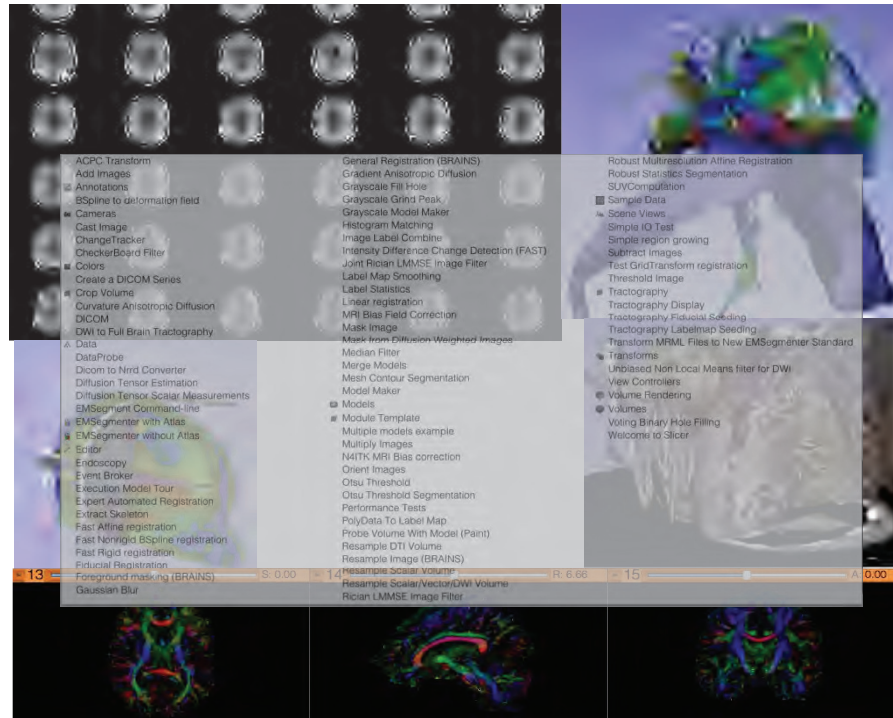 ACPC Transform
Add Images
Annotations
BSpline to deformation field
Cameras
Cast Image
ChangeTracker
CheckerBoard Filter
Colors
Create a DICOM Series
Crop Volume
Curvature Anisotropic Diffusion
DICOM
DWI to Full Brain Tractography
Data
DataProbe
Dicom to Nrrd Converter
Diffusion Tensor Estimation
Diffusion Tensor Scalar Measurements
EMSegment Command-line
EMSegmenter with Atlas
EMSegmenter without Atlas
Editor
Endoscopy
Event Broker
Execution Model Tour
Expert Automated Registration
Extract Skeleton
Fast Affine registration
Fast Nonrigid BSpline registration
Fast Rigid registration
Fiducial Registration
Foreground masking (BRAINS)
Gaussian Blur
General Registration (BRAINS)
Gradient Anisotropic Diffusion
Grayscale Fill Hole
Grayscale Grind Peak
Grayscale Model Maker
Histogram Matching
Image Label Combine
Intensity Difference Change Detection (FAST)
Joint Rician LMMSE Image Filter
Label Map Smoothing
Label Statistics
Linear registration
MRI Bias Field Correction
Mask Image
Mask from Diffusion Weighted Images
Median Filter
Merge Models
Mesh Contour Segmentation
Model Maker
Models
Module Template
Multiple models example
Multiply Images
N4ITK MRI Bias correction
Orient Images
Otsu Threshold
Otsu Threshold Segmentation
Performance Tests
PolyData To Label Map
Probe Volume With Model (Paint)
Resample DTI Volume
Resample Image (BRAINS)
Resample Scalar Volume
Resample Scalar/Vector/DWI Volume
Rician LMMSE Image Filter
Robust Multiresolution Affine Registration
Robust Statistics Segmentation
SUVComputation
Sample Data
Scene Views
Simple IO Test
Simple region growing
Subtract Images
Test GridTransform registration
Threshold Image
Tractography
Tractography Display
Tractography Fiducial Seeding
Tractography Labelmap Seeding
Transform MRML Files to New EMSegmenter Standard
Transforms
Unbiased Non Local Means filter for DWI
View Controllers
Volume Rendering
Volumes
Voting Binary Hole Filling
Welcome to Slicer
13 S: 0.00 14 R: 6.66 15 A: 0.00